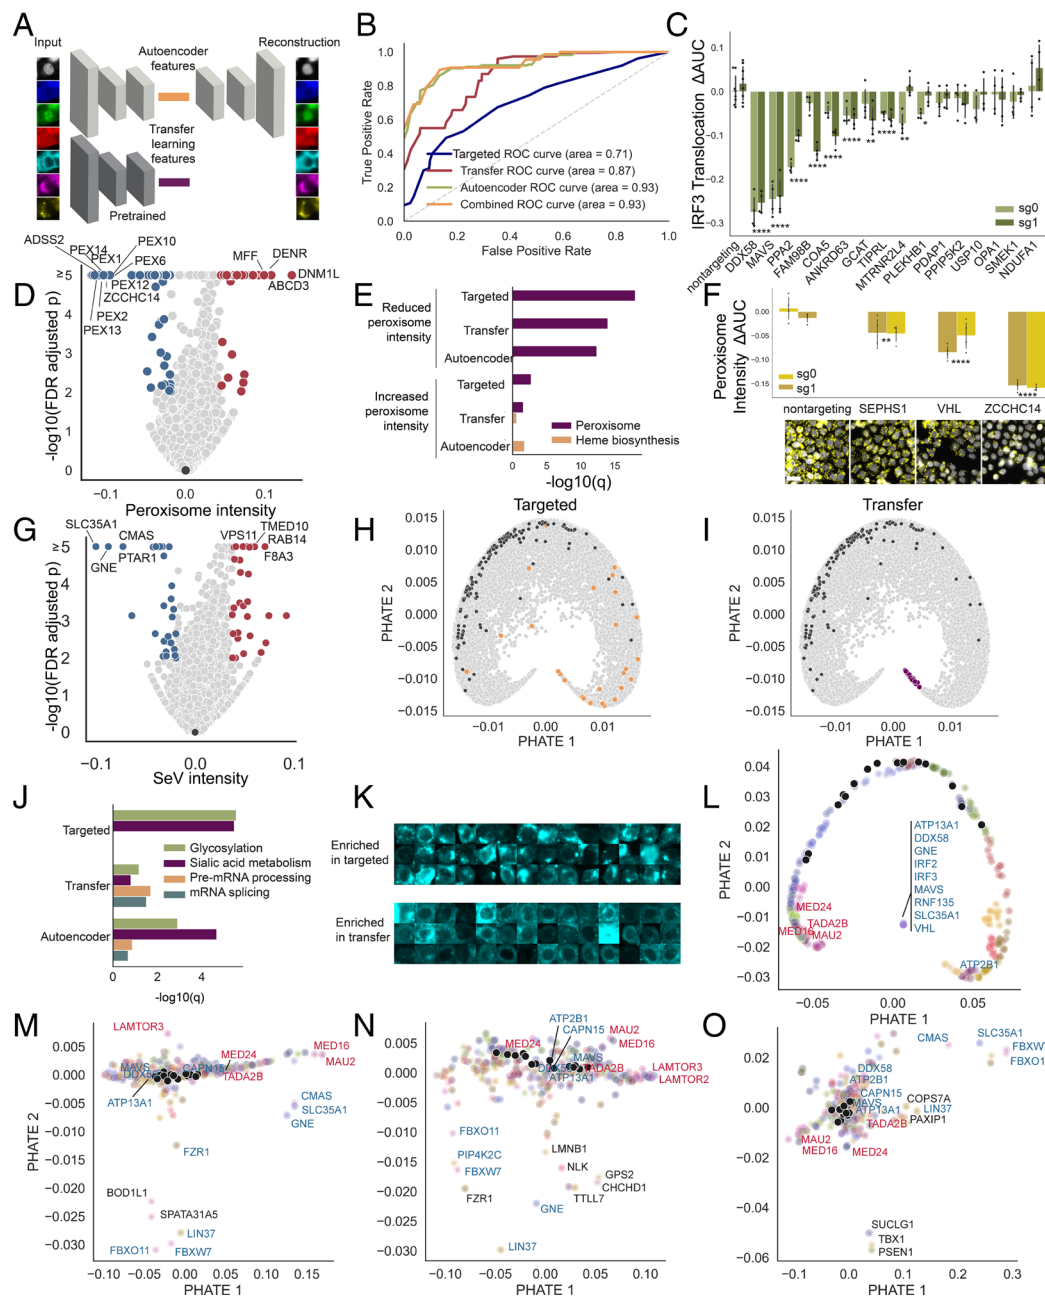 A
Input
Autoencoder
features
Reconstruction
Transfer
learning
features
Pretrained
B
True Positive Rate
1.0
0.8
0.6
0.4
0.2
0.0
Targeted ROC curve (area = 0.71)
Transfer ROC curve (area = 0.87)
Autoencoder ROC curve (area = 0.93)
Combined ROC curve (area = 0.93)
0.0 0.2 0.4 0.6 0.8 1.0
False Positive Rate
C
IRF3 Translocation ΔAUC
0.1
0.0
-0.1
-0.2
-0.3
**** **** **** **** **** **** ** **** ** *
sg0
sg1
nontargeting DDX58 MAVS PPA2 FAM98B COA5 ANKRD63 GCAT TIPRL MTRNR2L4 PLEKHB1 PDAP1 PPIP5K2 USP10 OPA1 SMEK1 NDUFA1
D
ADSS2
PEX14
PEX1
PEX10
PEX6
PEX12
ZCCHC14
PEX2
PEX13
MFF
DENR
DNM1L
ABCD3
-log10(FDR adjusted p)
≥5
4
3
2
1
0
−0.1 0.0 0.1
Peroxisome intensity
E
Reduced
peroxisome
intensity
Targeted
Transfer
Autoencoder
Increased
peroxisome
intensity
Targeted
Transfer
Autoencoder
Peroxisome
Heme biosynthesis
0 5 10 15
-log10(q)
F
Peroxisome
Intensity ΔAUC
0.00
−0.05
−0.10
−0.15
** **** ****
sg0
sg1
nontargeting SEPHS1 VHL ZCCHC14
G
SLC35A1
GNE
CMAS
PTAR1
VPS11
TMED10
RAB14
F8A3
-log10(FDR adjusted p)
≥5
4
3
2
1
0
-0.1 0.0 0.1
SeV intensity
H
Targeted
PHATE 2
0.015
0.010
0.005
0.000
−0.005
−0.010
−0.015
−0.01 0.00 0.01
PHATE 1
I
Transfer
PHATE 2
0.015
0.010
0.005
0.000
−0.005
−0.010
−0.015
−0.01 0.00 0.01
PHATE 1
J
Targeted
Transfer
Autoencoder
Glycosylation
Sialic acid metabolism
Pre-mRNA processing
mRNA splicing
0 2 4
-log10(q)
K
Enriched
in targeted
Enriched
in transfer
L
PHATE 2
0.04
0.03
0.02
0.01
0.00
−0.01
−0.02
−0.03
ATP13A1
DDX58
GNE
IRF2
IRF3
MAVS
RNF135
SLC35A1
VHL
MED24
TADA2B
MED16
MAU2
ATP2B1
−0.05 0.00 0.05
PHATE 1
M
PHATE 2
0.005
0.000
−0.005
−0.010
−0.015
−0.020
−0.025
−0.030
LAMTOR3
MED16
MED24
MAU2
MAVS
CAPN15
DDX58
TADA2B
ATP13A1
CMAS
SLC35A1
GNE
FZR1
BOD1L1
SPATA31A5
LIN37
FBXO11
FBXW7
−0.10 −0.05 0.00 0.05 0.10 0.15
PHATE 1
N
0.005
0.000
−0.005
−0.010
−0.015
−0.020
−0.025
−0.030
ATP2B1
CAPN15
MAU2
MED16
MED24
MAVS
DDX58
TADA2B
ATP13A1
LAMTOR3
LAMTOR2
FBXO11
PIP4K2C
FBXW7
FZR1
LMNB1
NLK
GPS2
CHCHD1
TTLL7
GNE
LIN37
−0.10 −0.05 0.00 0.05 0.10
PHATE 1
O
0.02
0.00
−0.02
−0.04
−0.06
SLC35A1
CMAS
FBXW7
FBXO11
DDX58
ATP2B1
CAPN15
MAVS
ATP13A1
COPS7A
LIN37
PAXIP1
TADA2B
MAU2
MED16
MED24
SUCLG1
TBX1
PSEN1
−0.1 0.0 0.1 0.2 0.3
PHATE 1